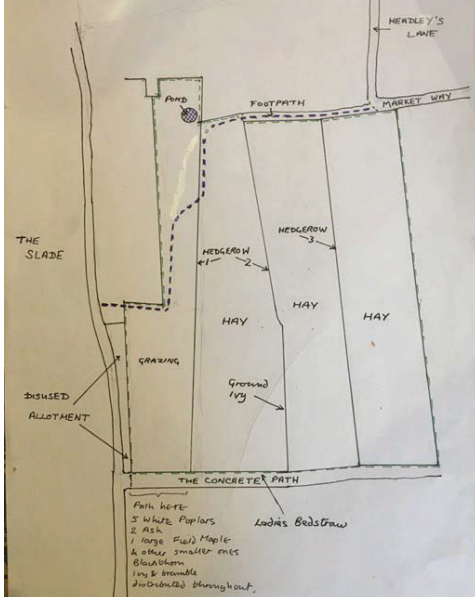 HEADLEY'S
LANE
MARKET WAY
FOOTPATH
POND
THE
SLADE
HEDGEROW
1 2
HEDGEROW
3
HAY
HAY
HAY
GRAZING
Ground
Ivy
DISUSED
ALLOTMENT
THE CONCRETE PATH
Ladies Bedstraw
Path here
5 White Poplars
2 Ash
1 large Field Maple
& other smaller ones
Blackthorn
Ivy & bramble
distributed throughout.